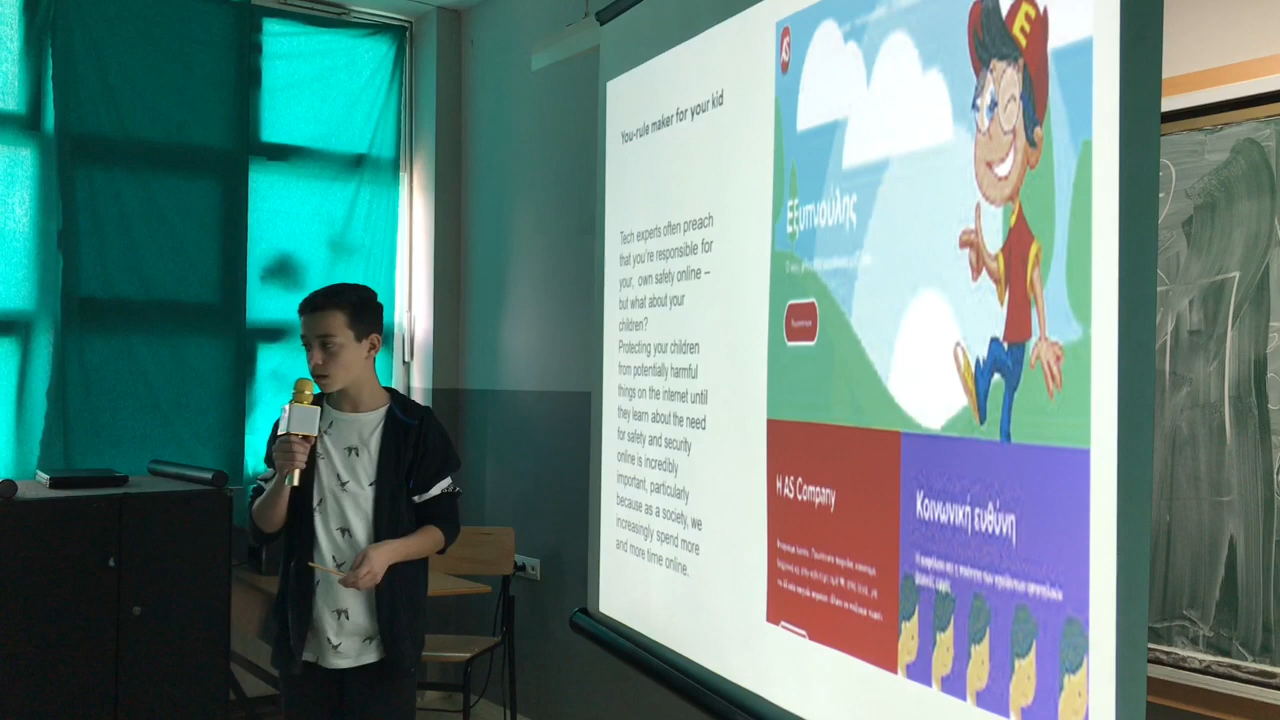 You-rule maker for your kid
Tech experts often preach
that you're responsible for
your, own safety online –
but what about your
children?
Protecting your children
from potentially harmful
things on the internet until
they learn about the need
for safety and security
online is incredibly
important, particularly
because as a society, we
increasingly spend more
and more time online.
AS
E
Εξυπνούλης
Η AS Company
Κοινωνική ευθύνη